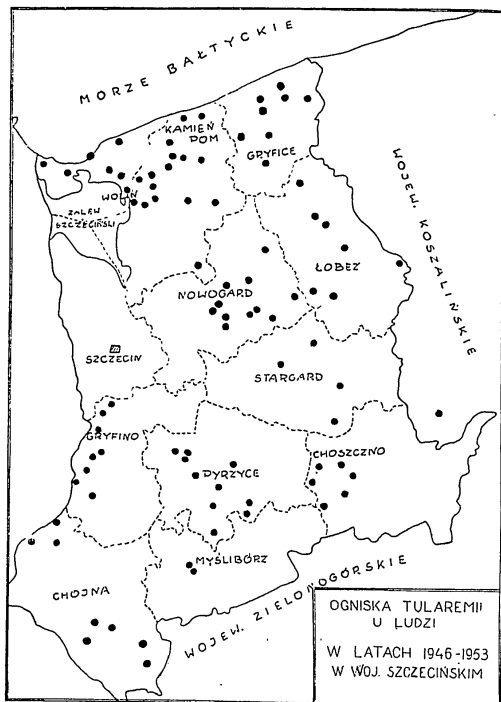 MORZE BAŁTYCKIE
KAMIEŃ
POM
GRYFICE
WOJEW. KOSZALIŃSKIE
WOLIN
ZALEW
SZCZECIŃSKI
ŁOBEZ
NOWOGARD
SZCZECIN
STARGARD
GRYFINO
CHOSZCZNO
PYRZYCE
MYŚLIBÓRZ
CHOJNA
WOJEW. ZIELONOGÓRSKIE
OGNISKA TULAREMII
U LUDZI
W LATACH 1946-1953
W WOJ. SZCZECIŃSKIM